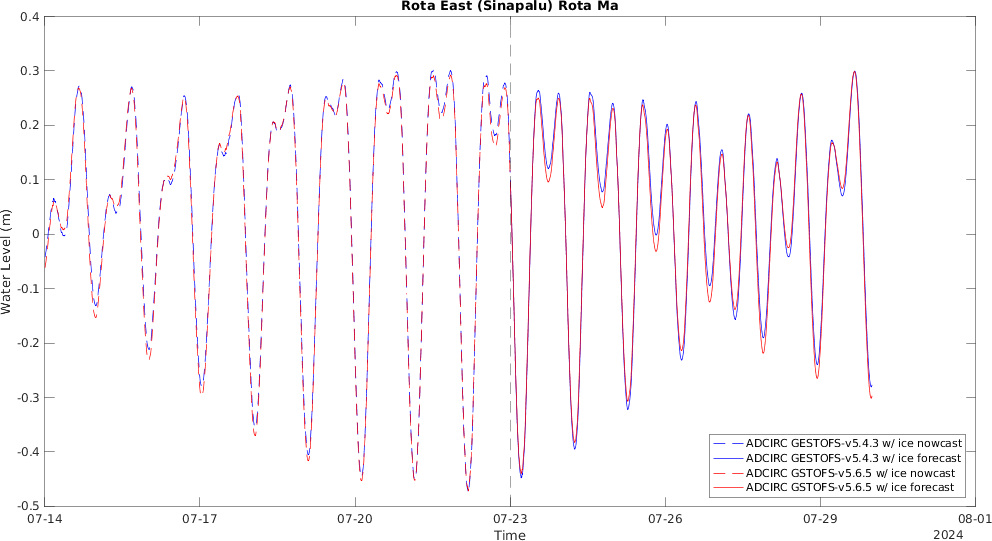 Rota East (Sinapalu) Rota Ma
0.4
0.3
0.2
0.1
0
-0.1
-0.2
-0.3
-0.4
-0.5
Water Level (m)
ADCIRC GESTOFS-v5.4.3 w/ ice nowcast
ADCIRC GESTOFS-v5.4.3 w/ ice forecast
ADCIRC GSTOFS-v5.6.5 w/ ice nowcast
ADCIRC GSTOFS-v5.6.5 w/ ice forecast
07-14 07-17 07-20 07-23 07-26 07-29 08-01
Time
2024